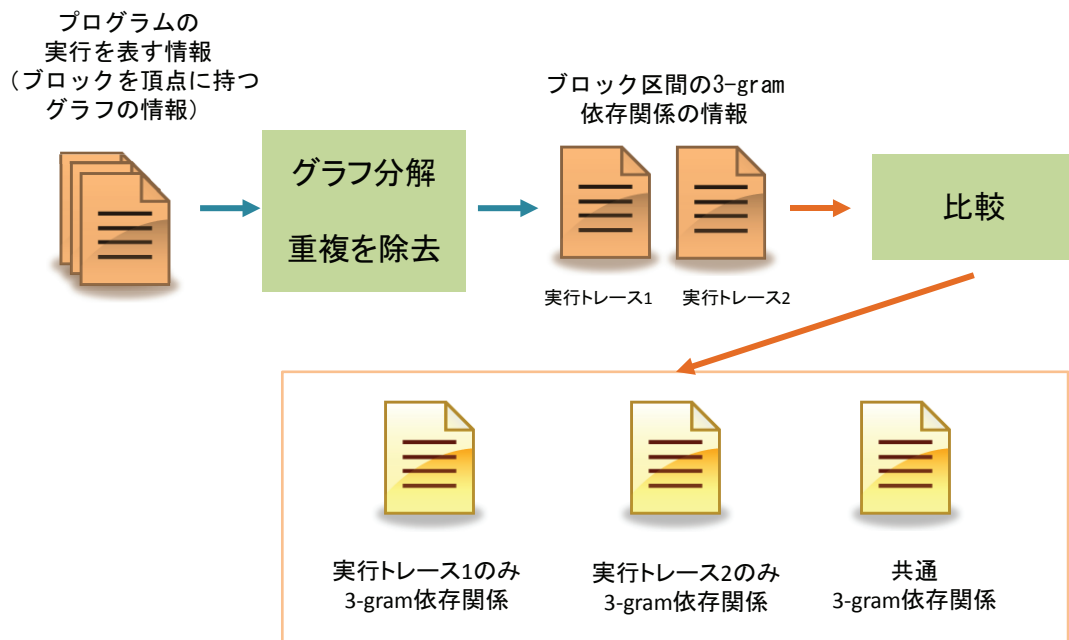 プログラムの
実行を表す情報
（ブロックを頂点に持つ
グラフの情報）
グラフ分解
重複を除去
ブロック区間の3-gram
依存関係の情報
実行トレース1
実行トレース2
比較
実行トレース1のみ
3-gram依存関係
実行トレース2のみ
3-gram依存関係
共通
3-gram依存関係